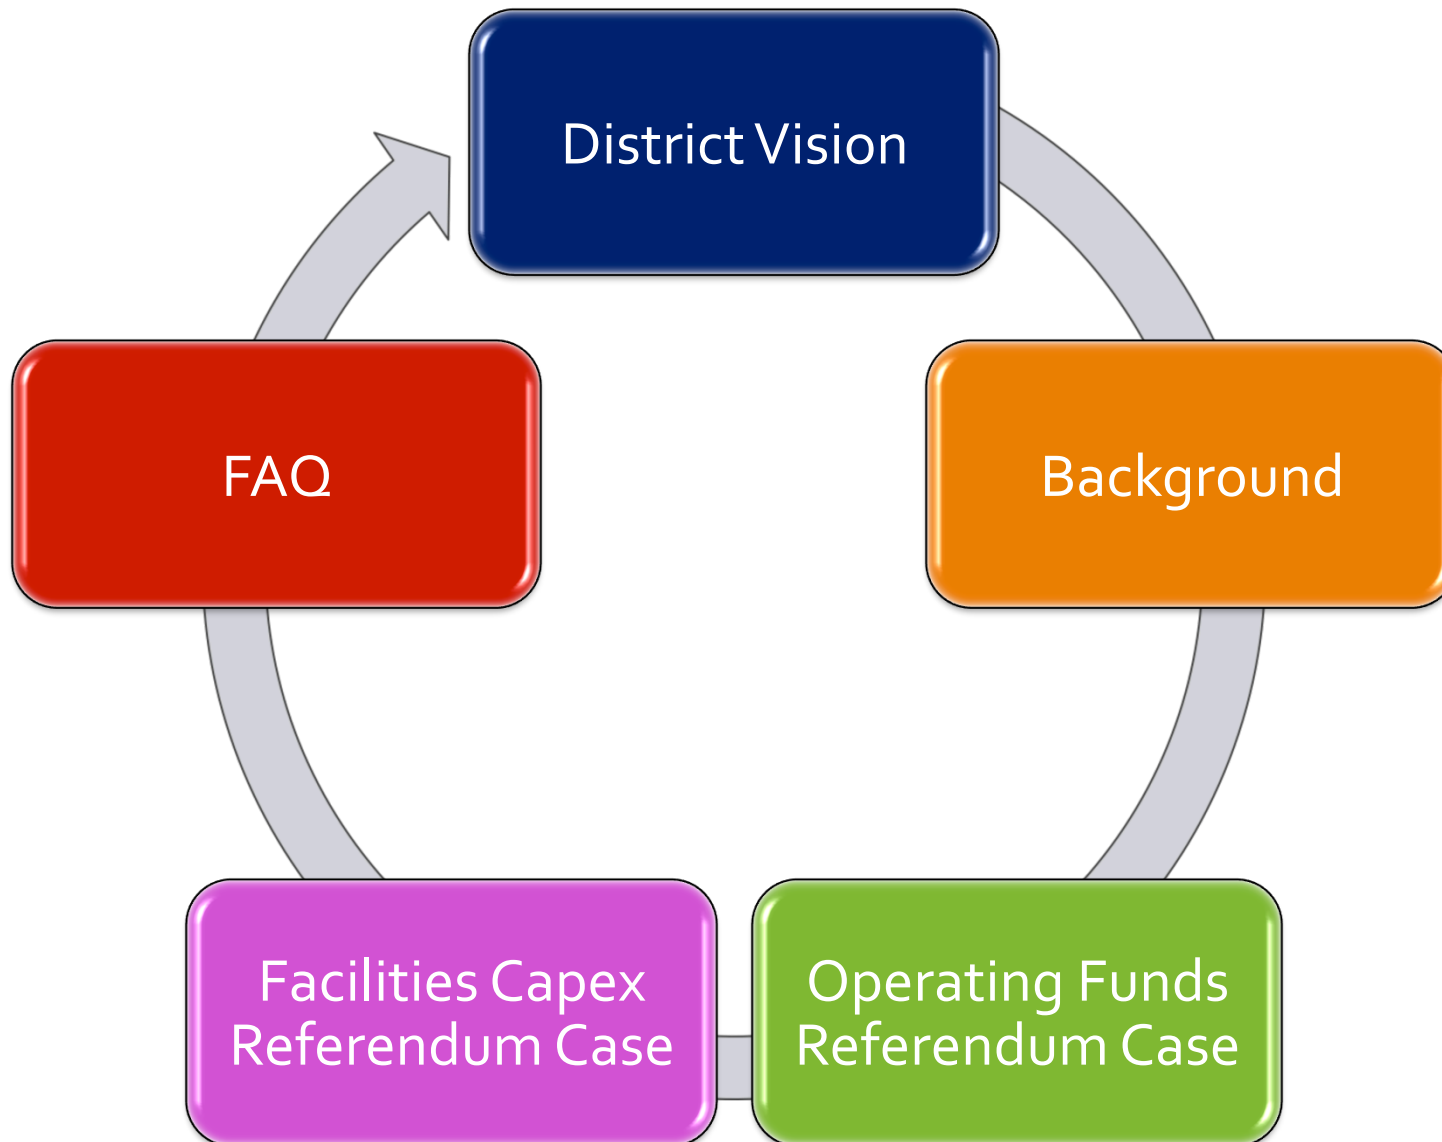 District Vision
Background
Operating Funds
Referendum Case
Facilities Capex
Referendum Case
FAQ